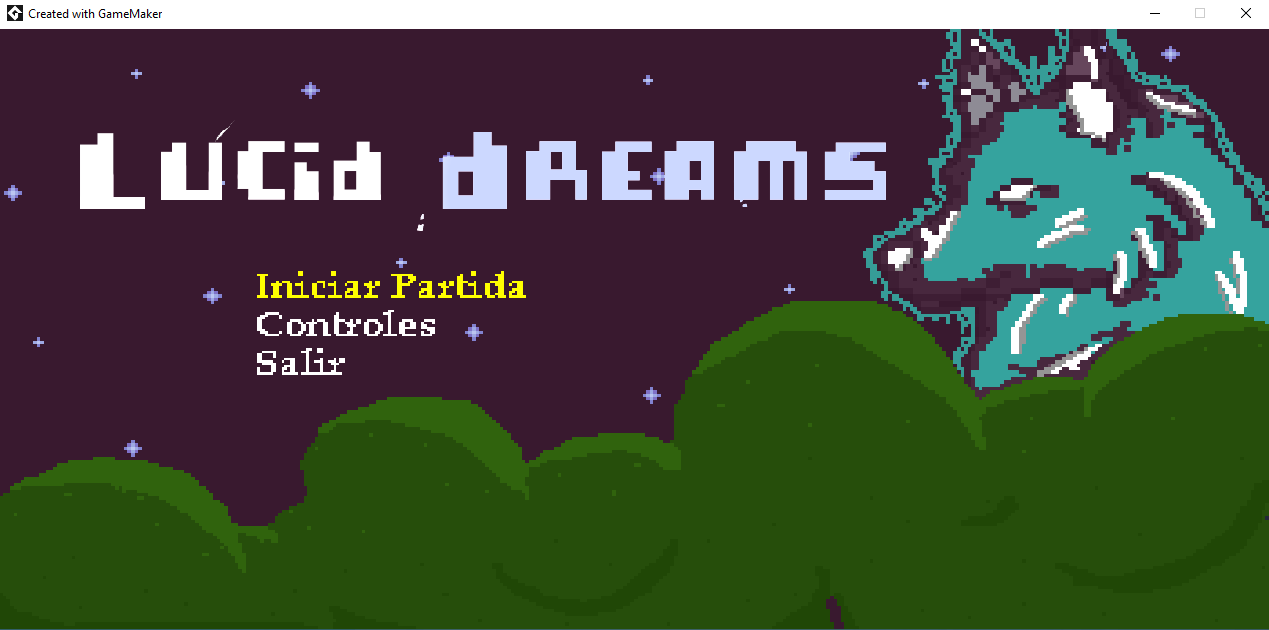 Created with GameMaker
Lucid dREAMS
Iniciar Partida
Controles
Salir